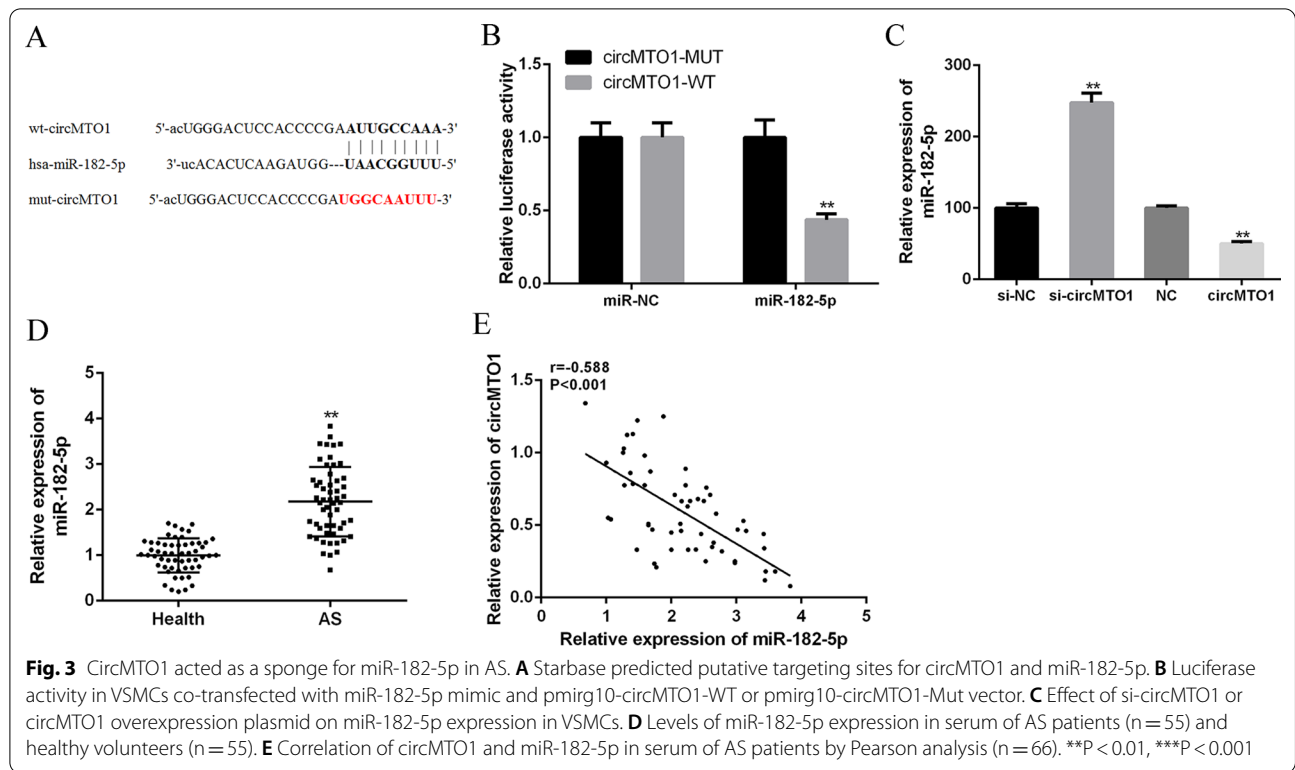 A
wt-circMTO1 5'-acUGGGACUCCACCCCGAAUUGCCAAA-3'
hsa-miR-182-5p 3'-ucACACUCAAGAUGG---UAACGGUUU-5'
mut-circMTO1 5'-acUGGGACUCCACCCCGAUGGCAAUUU-3'
B
circMTO1-MUT
circMTO1-WT
Relative luciferase activity
1.5
1.0
0.5
0.0
**
miR-NC miR-182-5p
C
Relative expression of
miR-182-5p
300
200
100
0
**
**
si-NC si-circMTO1 NC circMTO1
D
Relative expression of
miR-182-5p
5
4
3
2
1
0
**
Health AS
E
r=-0.588
P<0.001
Relative expression of circMTO1
1.5
1.0
0.5
0.0
0 1 2 3 4 5
Relative expression of miR-182-5p
Fig. 3 CircMTO1 acted as a sponge for miR-182-5p in AS. A Starbase predicted putative targeting sites for circMTO1 and miR-182-5p. B Luciferase
activity in VSMCs co-transfected with miR-182-5p mimic and pmirg10-circMTO1-WT or pmirg10-circMTO1-Mut vector. C Effect of si-circMTO1 or
circMTO1 overexpression plasmid on miR-182-5p expression in VSMCs. D Levels of miR-182-5p expression in serum of AS patients (n = 55) and
healthy volunteers (n = 55). E Correlation of circMTO1 and miR-182-5p in serum of AS patients by Pearson analysis (n = 66). **P < 0.01, ***P < 0.001